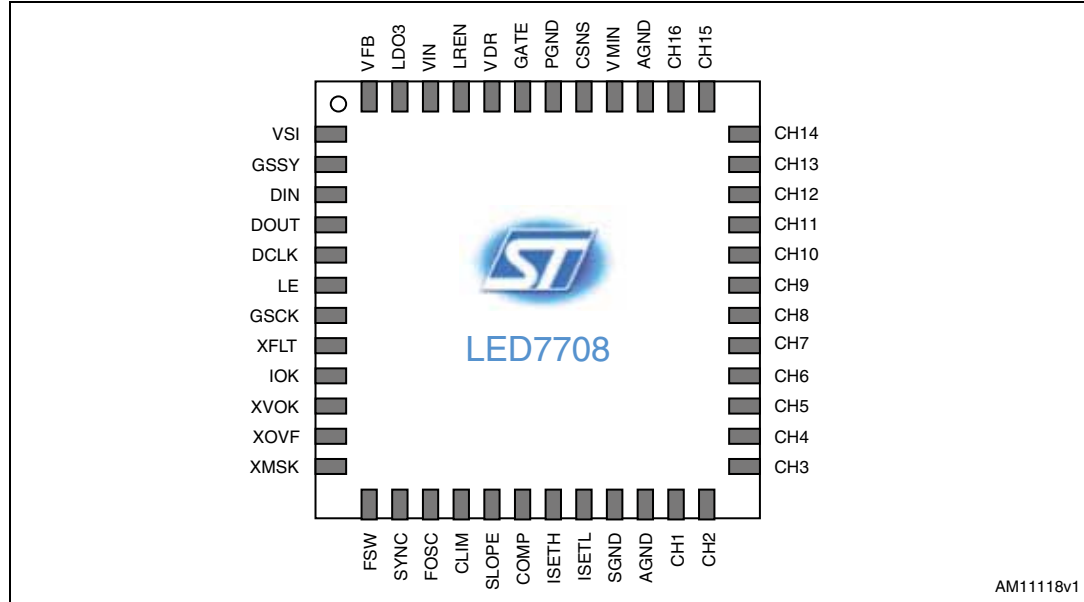 VFB LDO3 VIN LREN VDR GATE PGND CSNS VMIN AGND CH16 CH15
VSI CH14
GSSY CH13
DIN CH12
DOUT CH11
DCLK CH10
LE CH9
GSCK CH8
XFLT CH7
IOK CH6
XVOK CH5
XOVF CH4
XMSK CH3
ST
LED7708
FSW SYNC FOSC CLIM SLOPE COMP ISETH ISETL SGND AGND CH1 CH2
AM11118v1